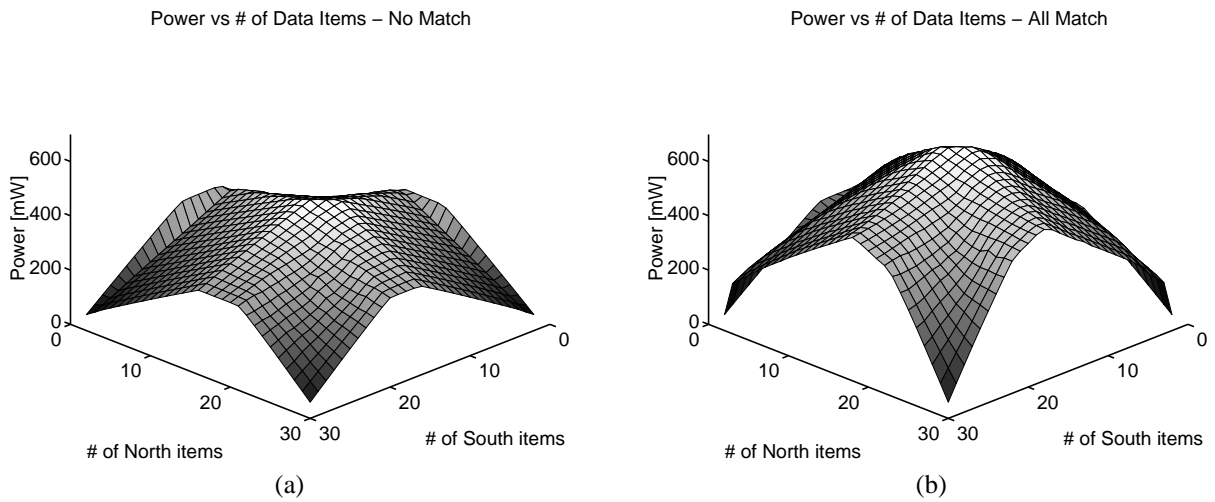 Power vs # of Data Items – No Match
600
400
200
0
Power [mW]
0
10
20
30
# of North items
30
20
10
0
# of South items
(a)
Power vs # of Data Items – All Match
600
400
200
0
Power [mW]
0
10
20
30
# of North items
30
20
10
0
# of South items
(b)